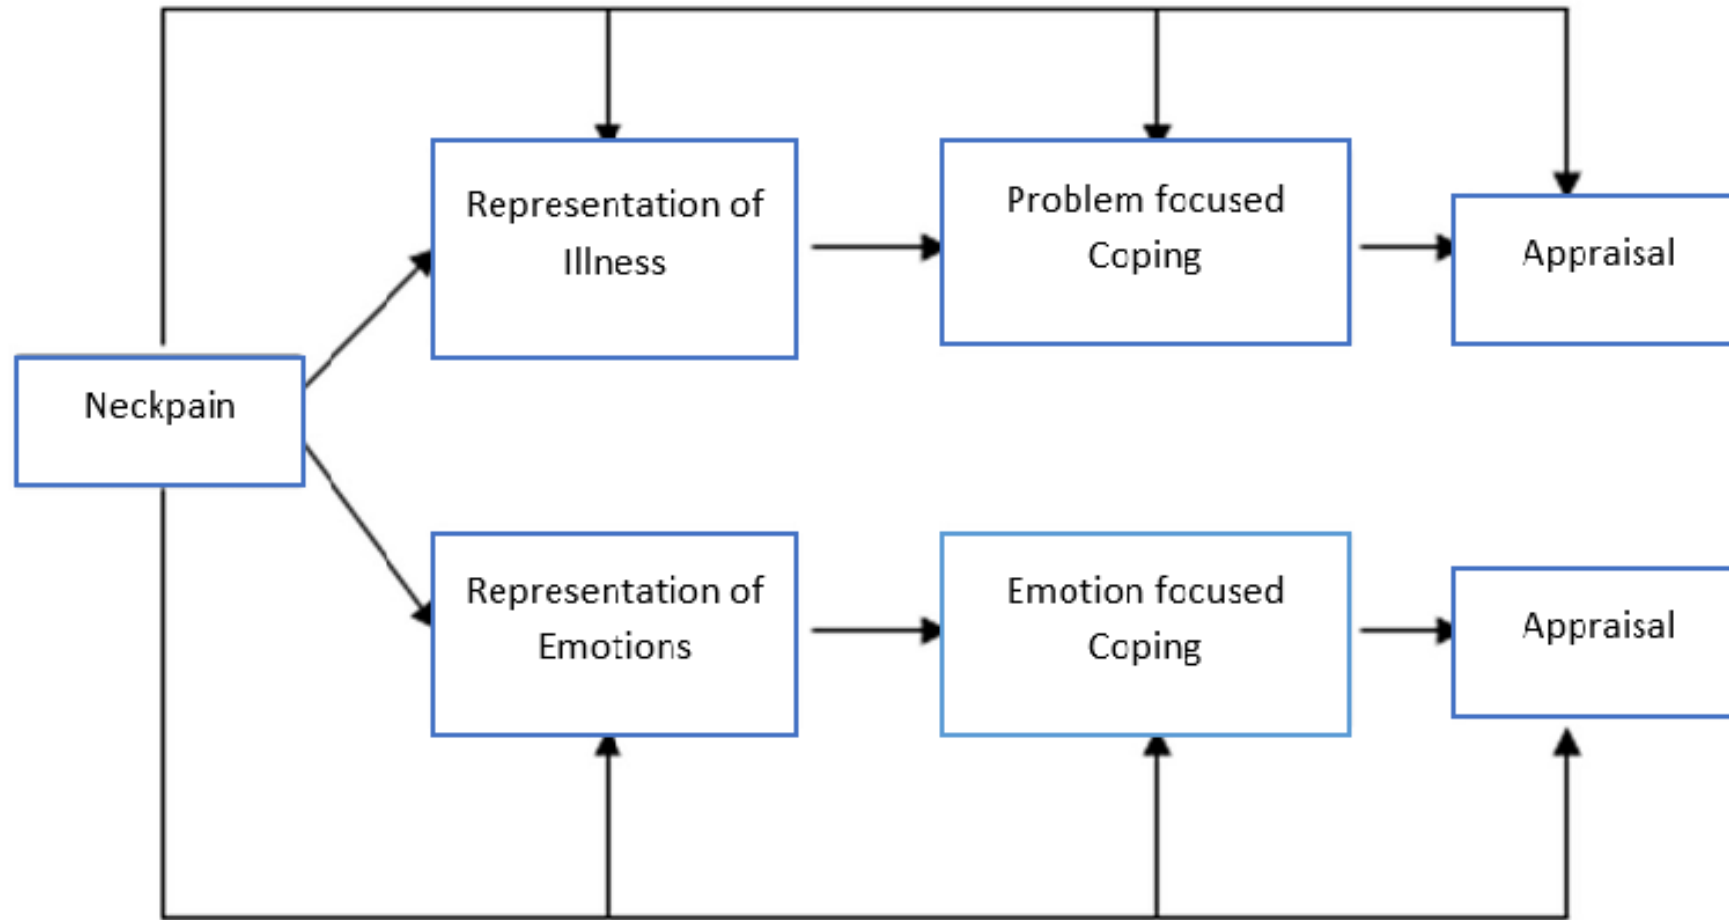 Representation of
Illness
Problem focused
Coping
Appraisal
Neckpain
Representation of
Emotions
Emotion focused
Coping
Appraisal